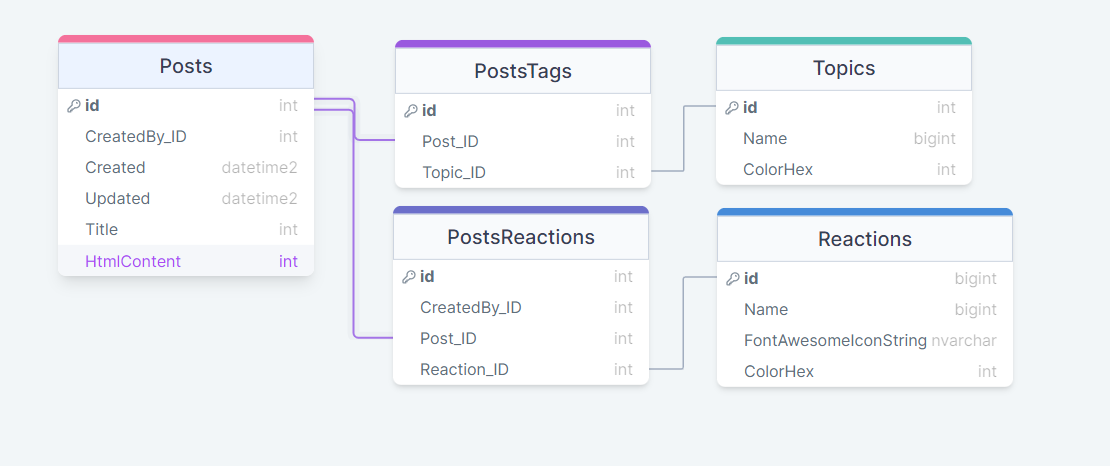 Posts
id int
CreatedBy_ID int
Created datetime2
Updated datetime2
Title int
HtmlContent int
PostsTags
id int
Post_ID int
Topic_ID int
Topics
id int
Name bigint
ColorHex int
PostsReactions
id int
CreatedBy_ID int
Post_ID int
Reaction_ID int
Reactions
id bigint
Name bigint
FontAwesomeIconString nvarchar
ColorHex int